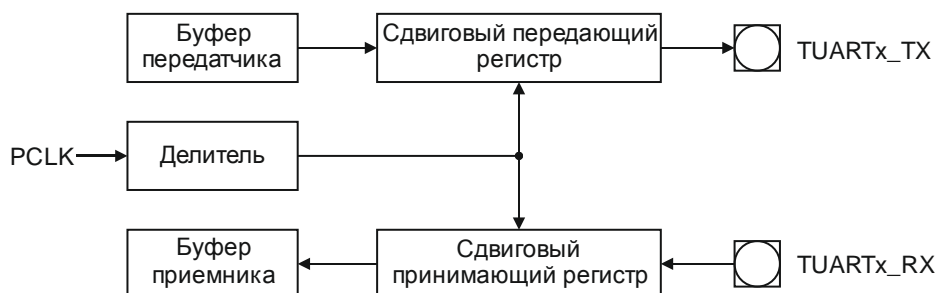 Буфер
передатчика
Сдвиговый передающий
регистр
TUARTx_TX
PCLK
Делитель
Буфер
приемника
Сдвиговый
принимающий регистр
TUARTx_RX